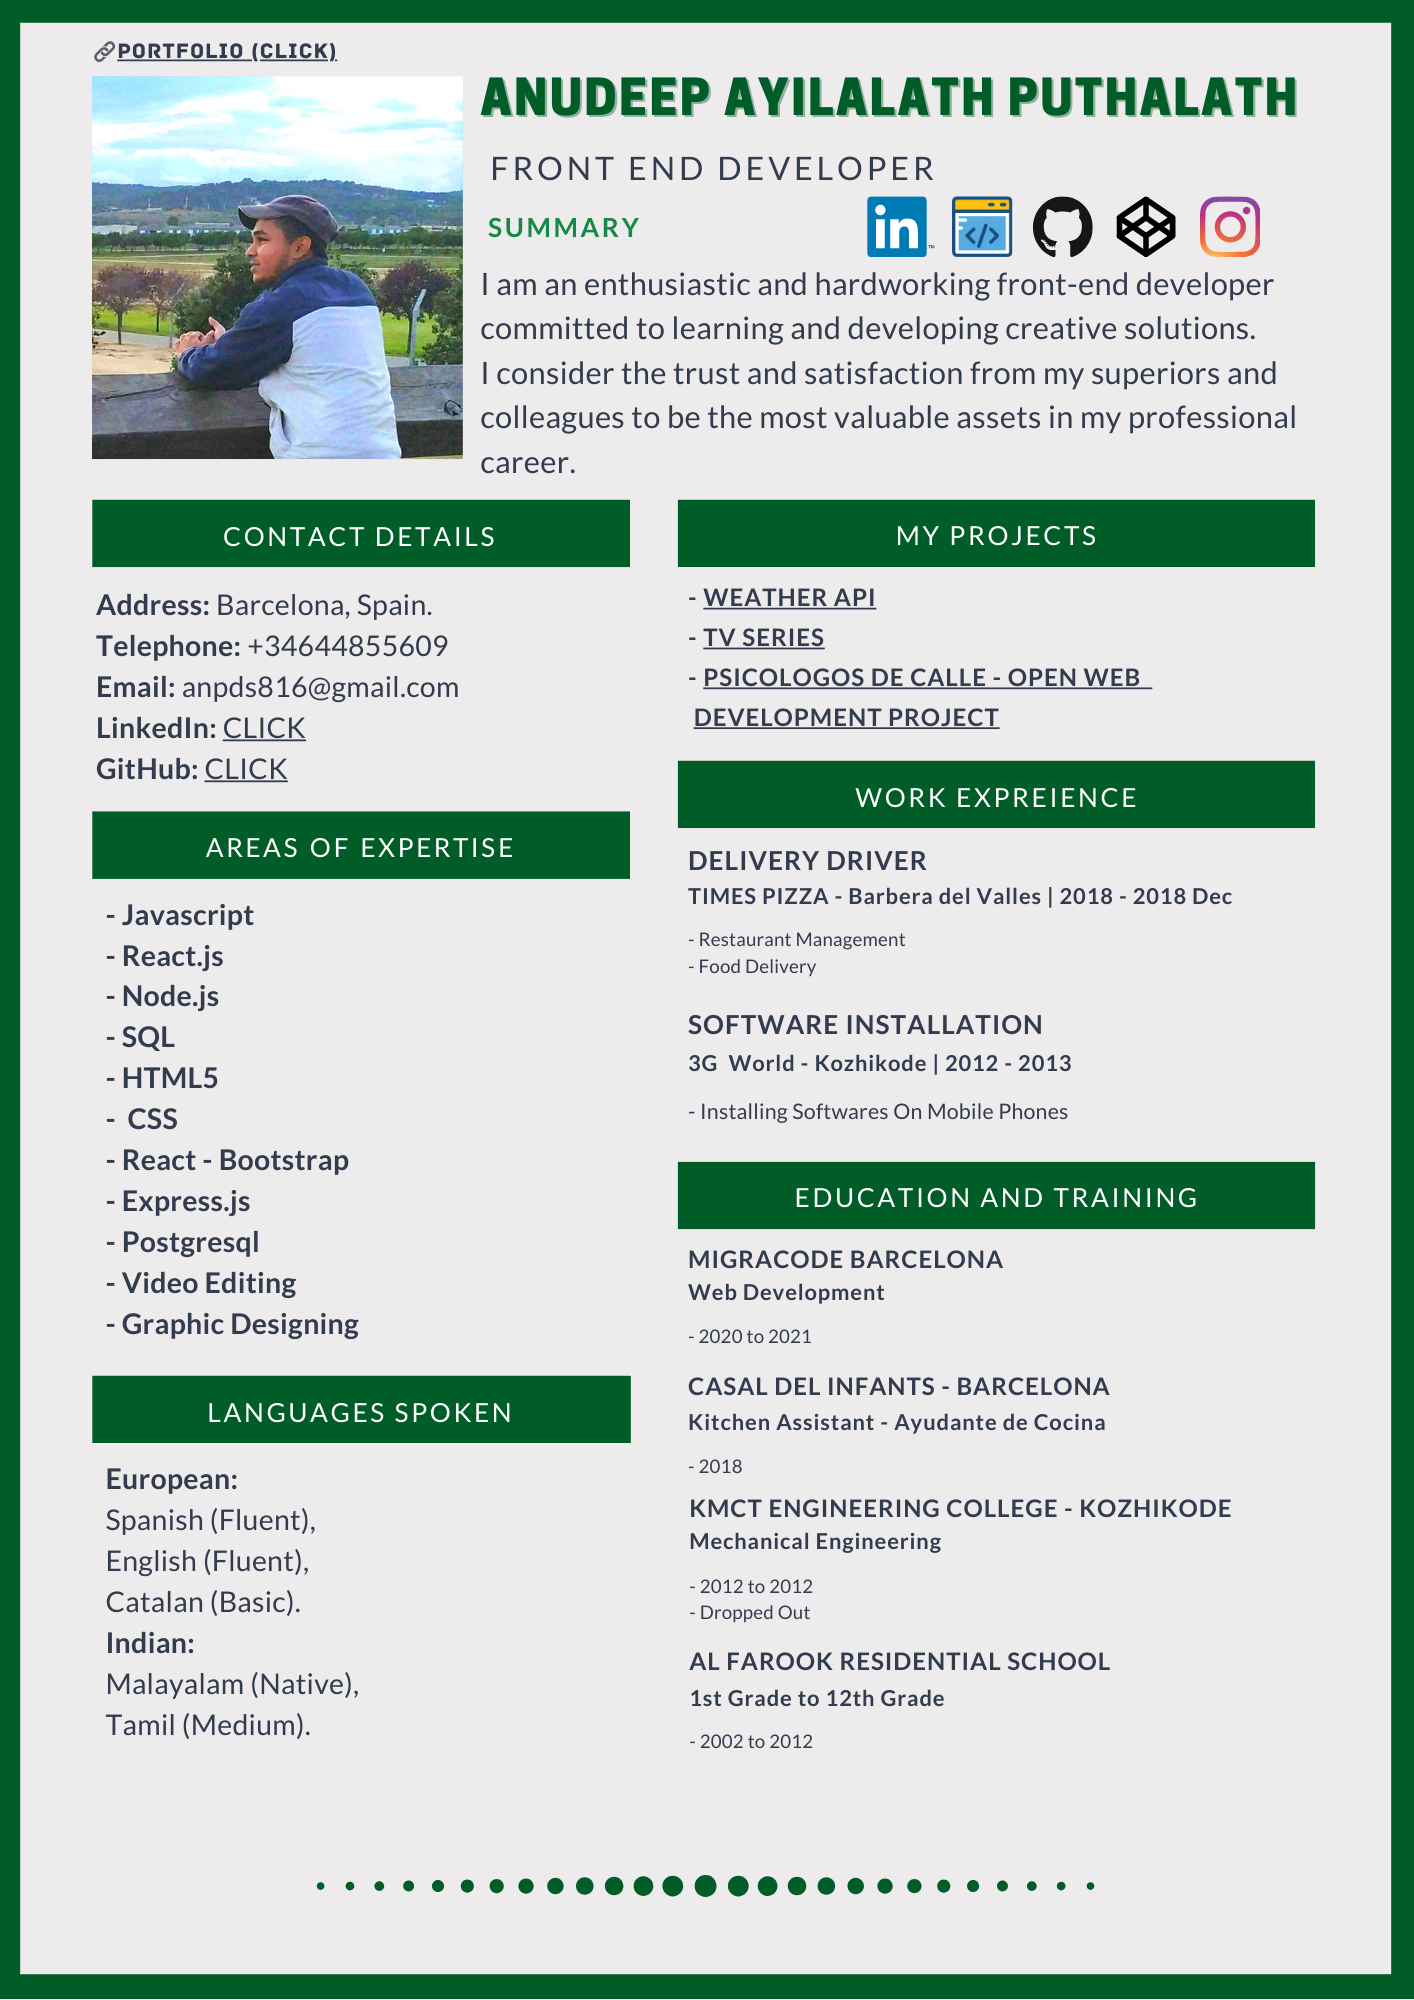 PORTFOLIO (CLICK)
ANUDEEP AYILALATH PUTHALATH
FRONT END DEVELOPER
SUMMARY
in
</>
I am an enthusiastic and hardworking front-end developer
committed to learning and developing creative solutions.
I consider the trust and satisfaction from my superiors and
colleagues to be the most valuable assets in my professional
career.
CONTACT DETAILS
Address: Barcelona, Spain.
Telephone: +34644855609
Email: anpds816@gmail.com
LinkedIn: CLICK
GitHub: CLICK
AREAS OF EXPERTISE
- Javascript
- React.js
- Node.js
- SQL
- HTML5
- CSS
- React - Bootstrap
- Express.js
- Postgresql
- Video Editing
- Graphic Designing
LANGUAGES SPOKEN
European:
Spanish (Fluent),
English (Fluent),
Catalan (Basic).
Indian:
Malayalam (Native),
Tamil (Medium).
MY PROJECTS
- WEATHER API
- TV SERIES
- PSICOLOGOS DE CALLE - OPEN WEB
DEVELOPMENT PROJECT
WORK EXPREIENCE
DELIVERY DRIVER
TIMES PIZZA - Barbera del Valles | 2018 - 2018 Dec
- Restaurant Management
- Food Delivery
SOFTWARE INSTALLATION
3G World - Kozhikode | 2012 - 2013
- Installing Softwares On Mobile Phones
EDUCATION AND TRAINING
MIGRACODE BARCELONA
Web Development
- 2020 to 2021
CASAL DEL INFANTS - BARCELONA
Kitchen Assistant - Ayudante de Cocina
- 2018
KMCT ENGINEERING COLLEGE - KOZHIKODE
Mechanical Engineering
- 2012 to 2012
- Dropped Out
AL FAROOK RESIDENTIAL SCHOOL
1st Grade to 12th Grade
- 2002 to 2012